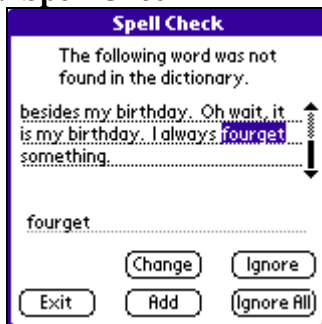 Spell Check
The following word was not
found in the dictionary.
besides my birthday. Oh wait, it
is my birthday. I always fourget
something.
fourget
Change Ignore
Exit Add Ignore All